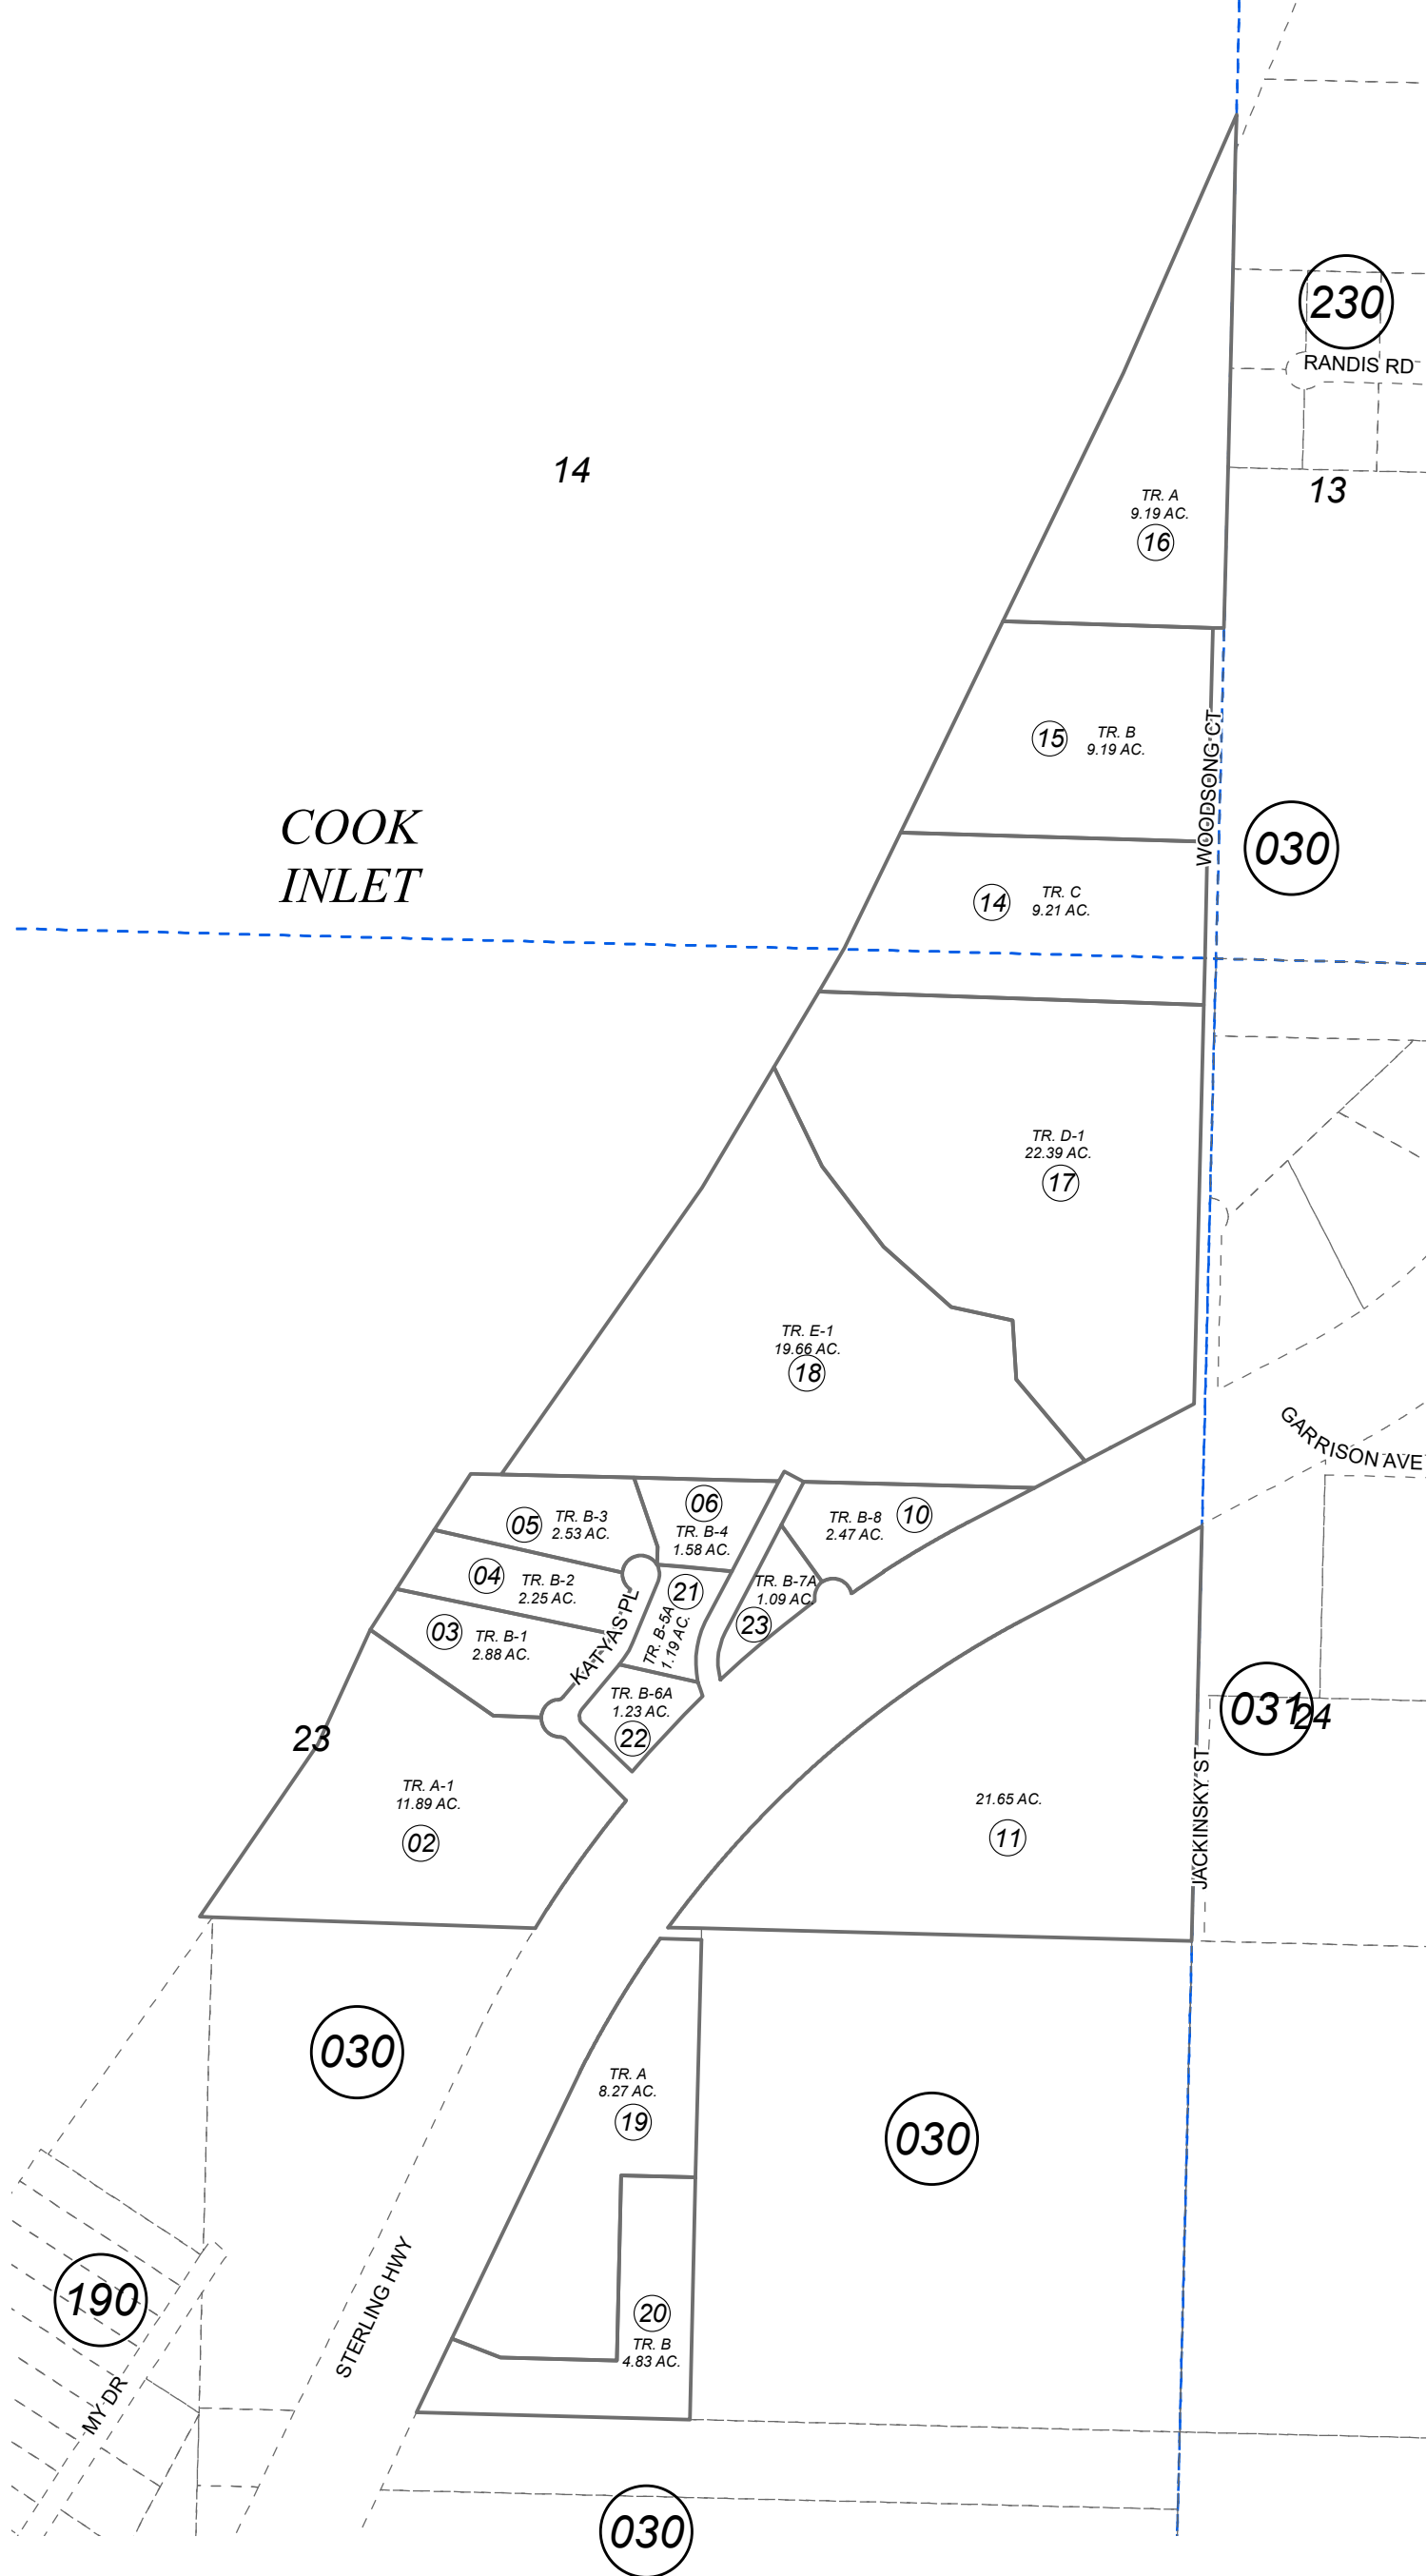 230
RANDIS RD
14
13
TR. A
9.19 AC.
16
15
TR. B
9.19 AC.
WOODSONG CT
COOK
INLET
030
14
TR. C
9.21 AC.
TR. D-1
22.39 AC.
17
TR. E-1
19.66 AC.
18
GARRISON AVE
05
TR. B-3
2.53 AC.
06
TR. B-4
1.58 AC.
TR. B-8
2.47 AC.
10
04
TR. B-2
2.25 AC.
21
TR. B-5A
1.19 AC.
TR. B-7A
1.09 AC.
23
03
TR. B-1
2.88 AC.
KATYAS PL
TR. B-6A
1.23 AC.
22
23
031
24
TR. A-1
11.89 AC.
02
21.65 AC.
11
JACKINSKY ST
030
TR. A
8.27 AC.
19
030
190
STERLING HWY
20
TR. B
4.83 AC.
MY DR
030